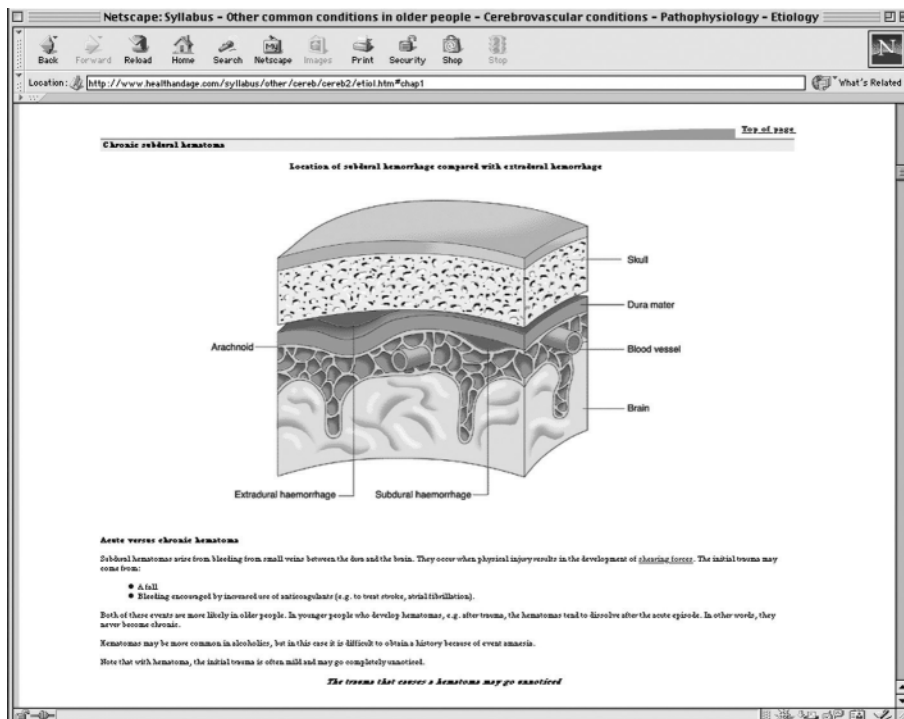 Netscape: Syllabus - Other common conditions in older people - Cerebrovascular conditions - Pathophysiology - Etiology
Back Forward Reload Home Search Netscape Images Print Security Shop Stop
Location: http://www.healthandage.com/syllabus/other/cereb/cereb2/etiol.htm#chap1 What's Related
Top of page
Chronic subdural hematoma
Location of subdural hemorrhage compared with extradural hemorrhage
Skull
Dura mater
Arachnoid
Blood vessel
Brain
Extradural haemorrhage
Subdural haemorrhage
Acute versus chronic hematoma
Subdural hematomas arise from bleeding from small veins between the dura and the brain. They occur when physical injury results in the development of shearing forces. The initial trauma may
come from:
● A fall
● Bleeding encouraged by increased use of anticoagulants (e.g. to treat stroke, atrial fibrillation).
Both of these events are more likely in older people. In younger people who develop hematomas, e.g. after trauma, the hematomas tend to dissolve after the acute episode. In other words, they
never become chronic.
Hematomas may be more common in alcoholics, but in this case it is difficult to obtain a history because of event amnesia.
Note that with hematoma, the initial trauma is often mild and may go completely unnoticed.
The trauma that causes a hematoma may go unnoticed